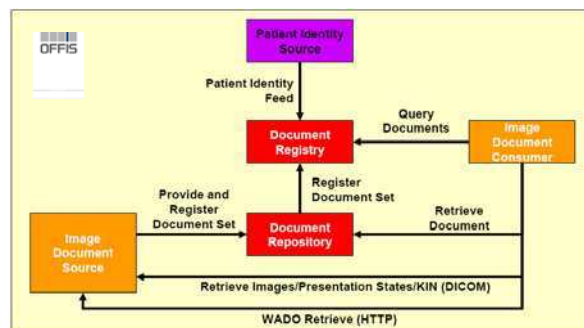 OFFIS
Patient Identity
Source
Patient Identity
Feed
Query
Documents
Document
Registry
Image
Document
Consumer
Register
Document Set
Provide and
Register
Document Set
Retrieve
Document
Image
Document
Source
Document
Repository
Retrieve Images/Presentation States/KIN (DICOM)
WADO Retrieve (HTTP)